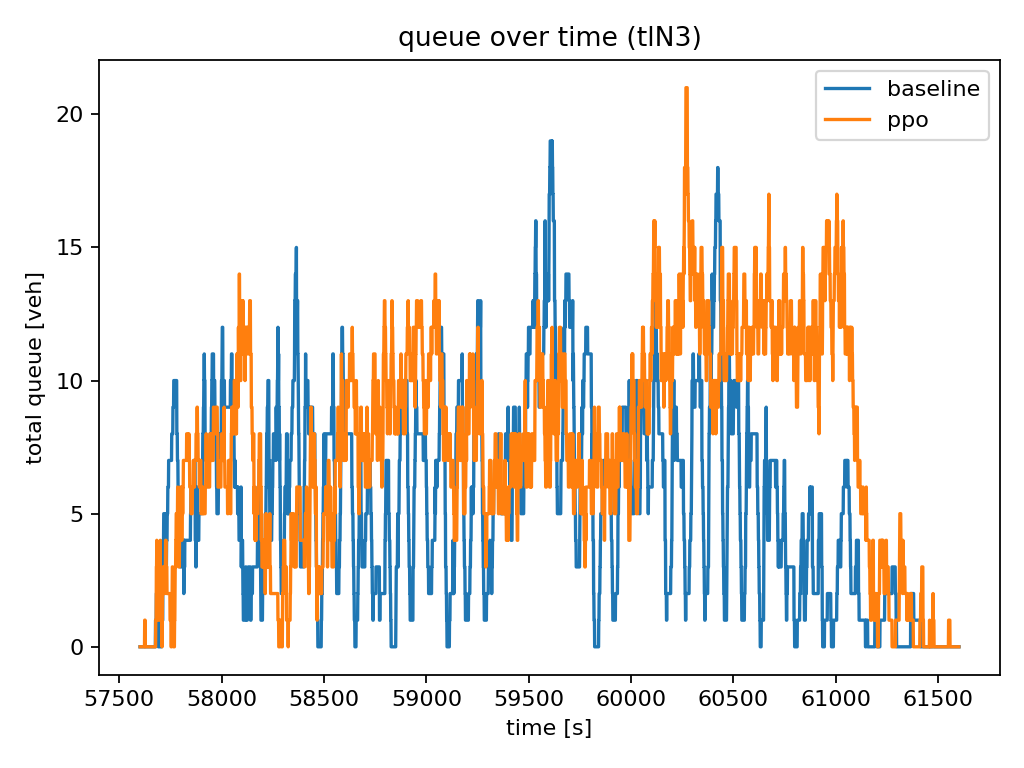 queue over time (tlN3)
baseline
ppo
total queue [veh]
20
15
10
5
0
57500 58000 58500 59000 59500 60000 60500 61000 61500
time [s]